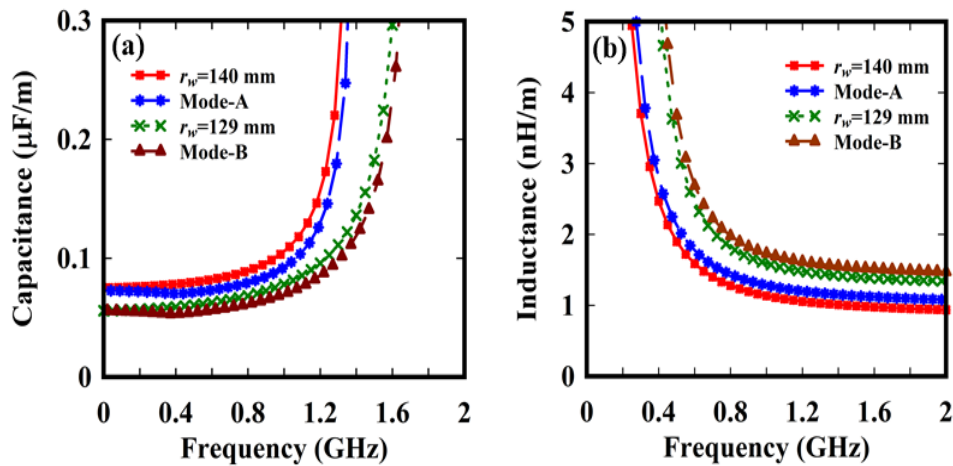 Capacitance (µF/m)
0.3
0.2
0.1
0
(a)
r_w=140 mm
Mode-A
r_w=129 mm
Mode-B
0 0.4 0.8 1.2 1.6 2
Frequency (GHz)
Inductance (nH/m)
5
4
3
2
1
0
(b)
r_w=140 mm
Mode-A
r_w=129 mm
Mode-B
0 0.4 0.8 1.2 1.6 2
Frequency (GHz)